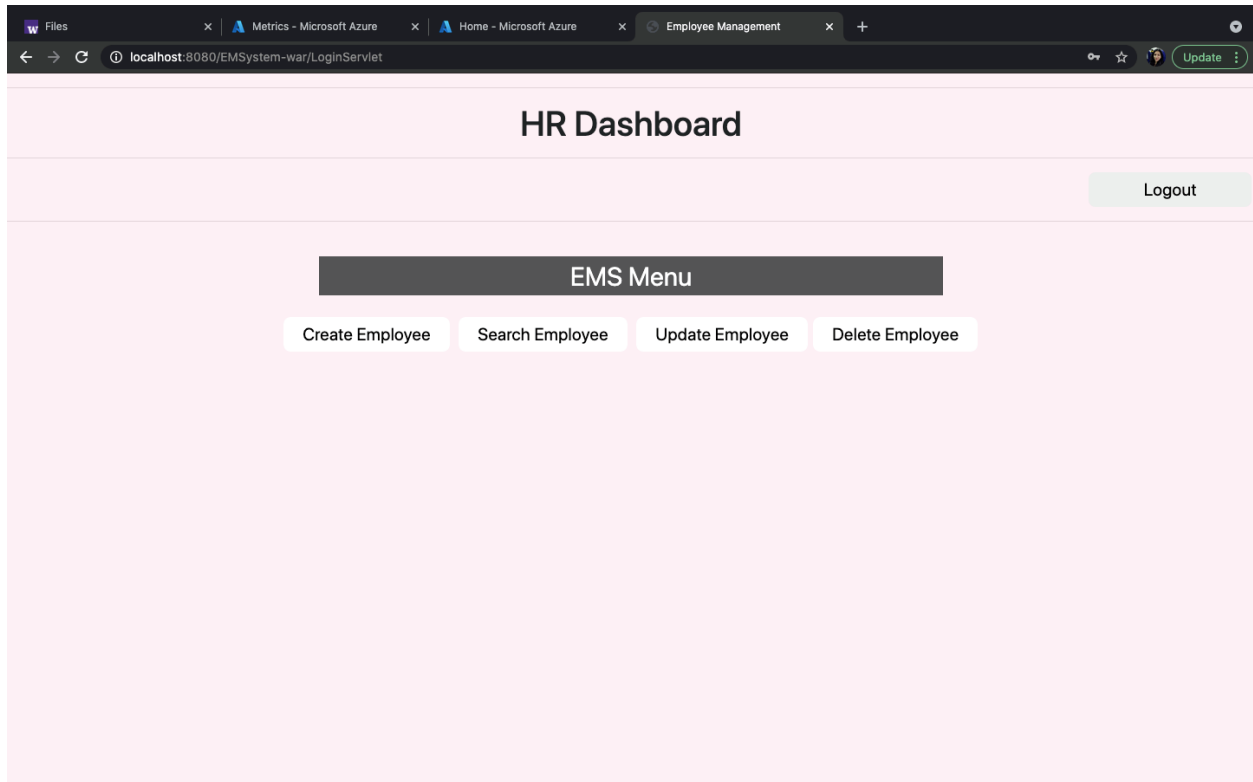 Files
Metrics - Microsoft Azure
Home - Microsoft Azure
Employee Management
localhost:8080/EMSystem-war/LoginServlet
Update
HR Dashboard
Logout
EMS Menu
Create Employee
Search Employee
Update Employee
Delete Employee